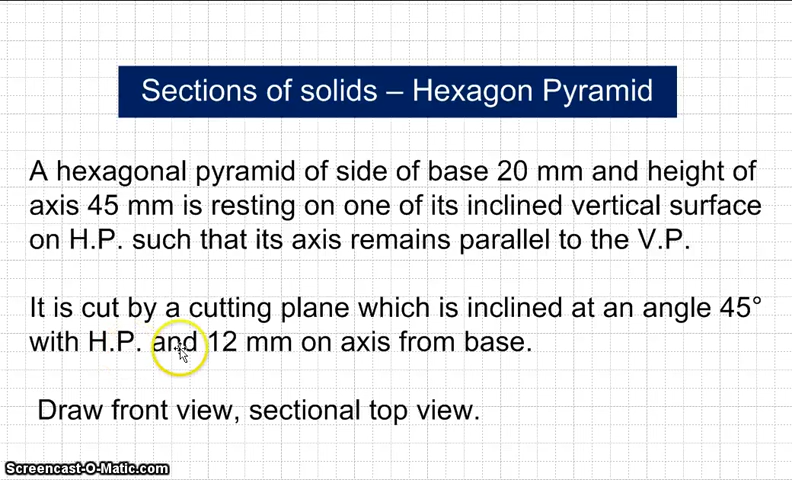 Sections of solids – Hexagon Pyramid
A hexagonal pyramid of side of base 20 mm and height of
axis 45 mm is resting on one of its inclined vertical surface
on H.P. such that its axis remains parallel to the V.P.
It is cut by a cutting plane which is inclined at an angle 45°
with H.P. and 12 mm on axis from base.
Draw front view, sectional top view.
Screencast-O-Matic.com